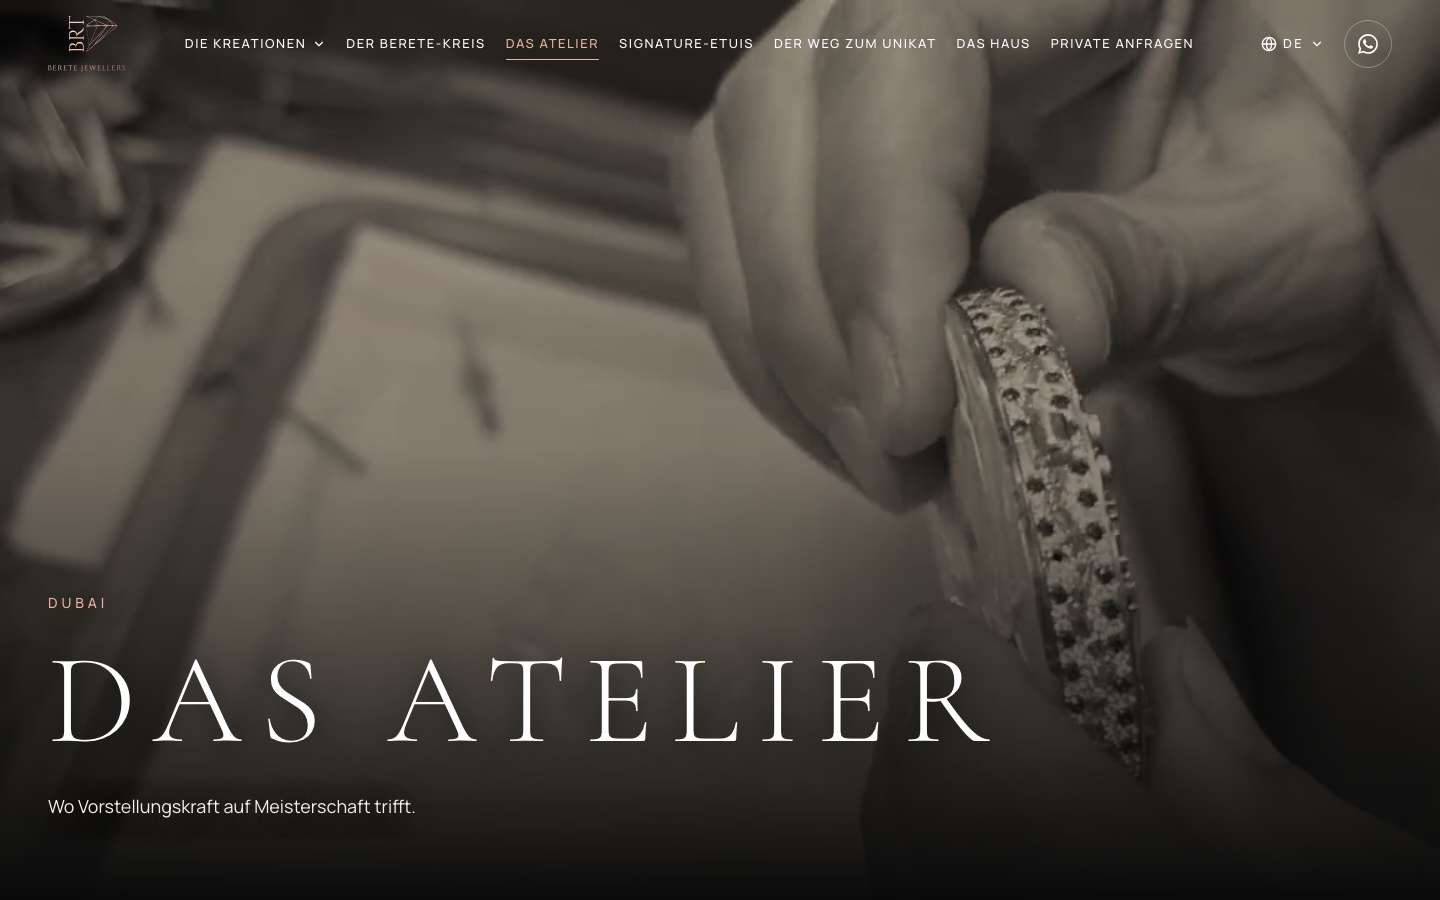 BRT
BERETE JEWELLERS
DIE KREATIONEN
DER BERETE-KREIS
DAS ATELIER
SIGNATURE-ETUIS
DER WEG ZUM UNIKAT
DAS HAUS
PRIVATE ANFRAGEN
DE
DUBAI
DAS ATELIER
Wo Vorstellungskraft auf Meisterschaft trifft.